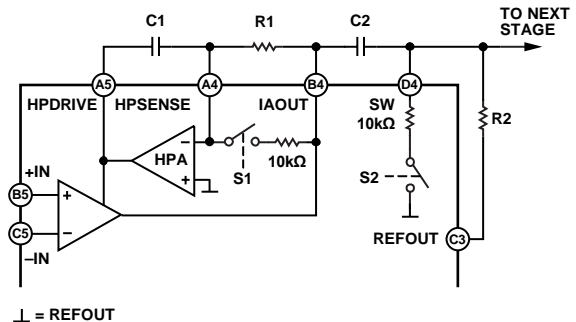 C1
R1
C2
TO NEXT
STAGE
A5
A4
B4
D4
HPDRIVE
HPSENSE
IAOUT
SW
10kΩ
R2
HPA
–
+
S1
10kΩ
S2
+IN
B5
+
C5
–
–IN
REFOUT
C3
⊥ = REFOUT